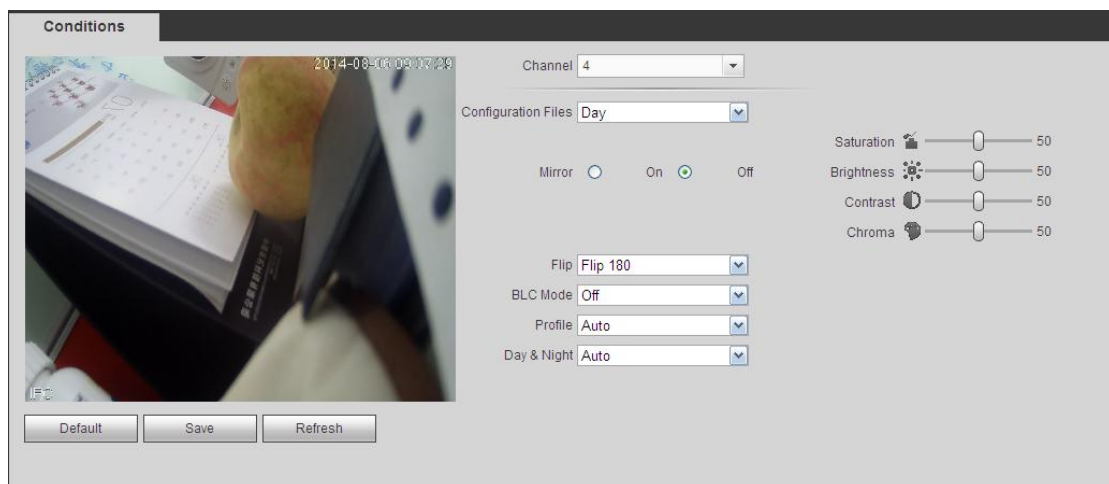 Conditions
2014-08-06 09:07:29
IPC
Channel 4
Configuration Files Day
Mirror On Off
Flip Flip 180
BLC Mode Off
Profile Auto
Day & Night Auto
Saturation 50
Brightness 50
Contrast 50
Chroma 50
Default Save Refresh